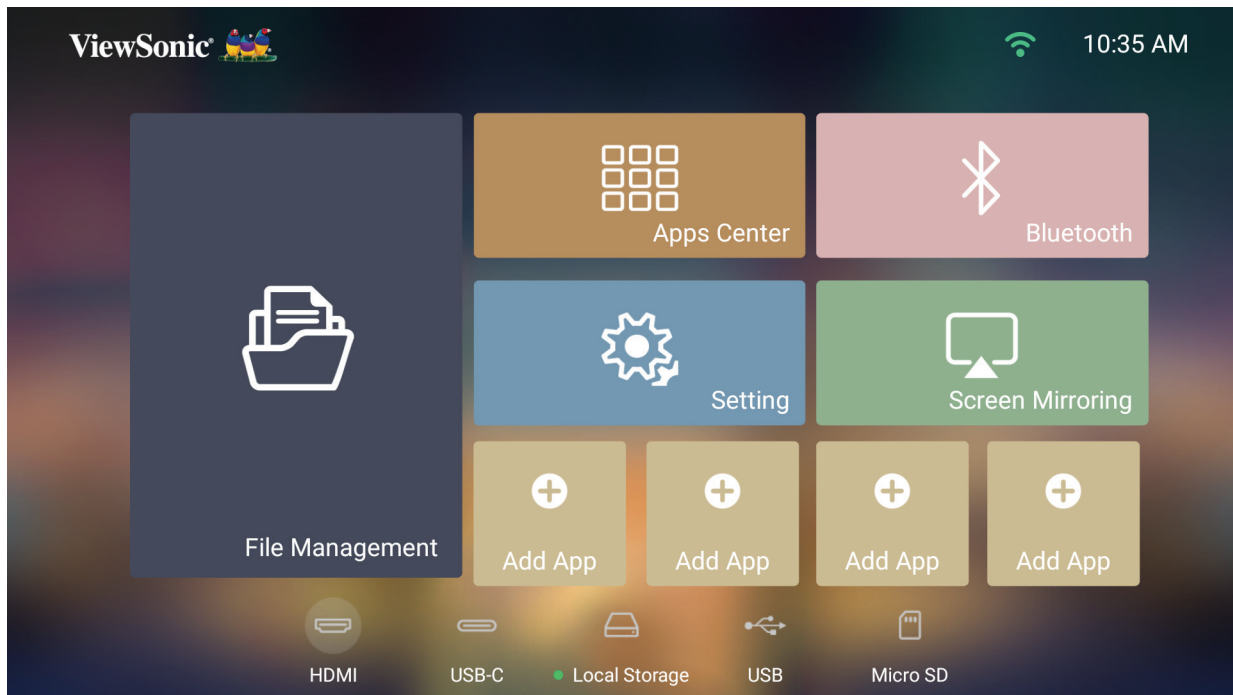 ViewSonic®
10:35 AM
Apps Center
Bluetooth
Setting
Screen Mirroring
File Management
Add App
Add App
Add App
Add App
HDMI
USB-C
Local Storage
USB
Micro SD